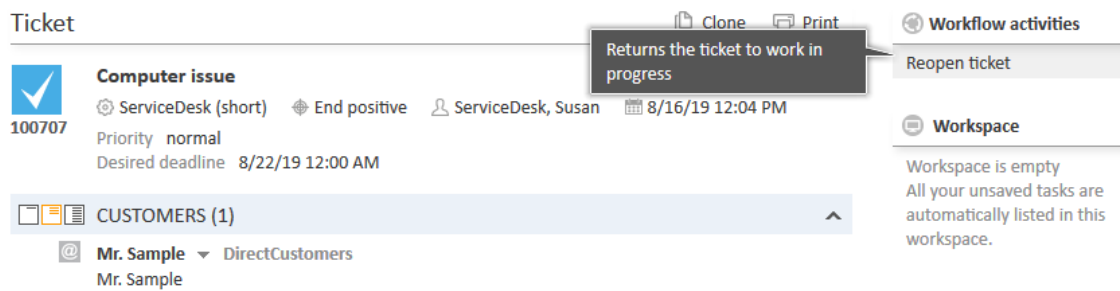 Ticket
Clone Print
Returns the ticket to work in
progress
Computer issue
ServiceDesk (short) End positive ServiceDesk, Susan 8/16/19 12:04 PM
100707
Priority normal
Desired deadline 8/22/19 12:00 AM
CUSTOMERS (1)
@ Mr. Sample DirectCustomers
Mr. Sample
Workflow activities
Reopen ticket
Workspace
Workspace is empty
All your unsaved tasks are
automatically listed in this
workspace.